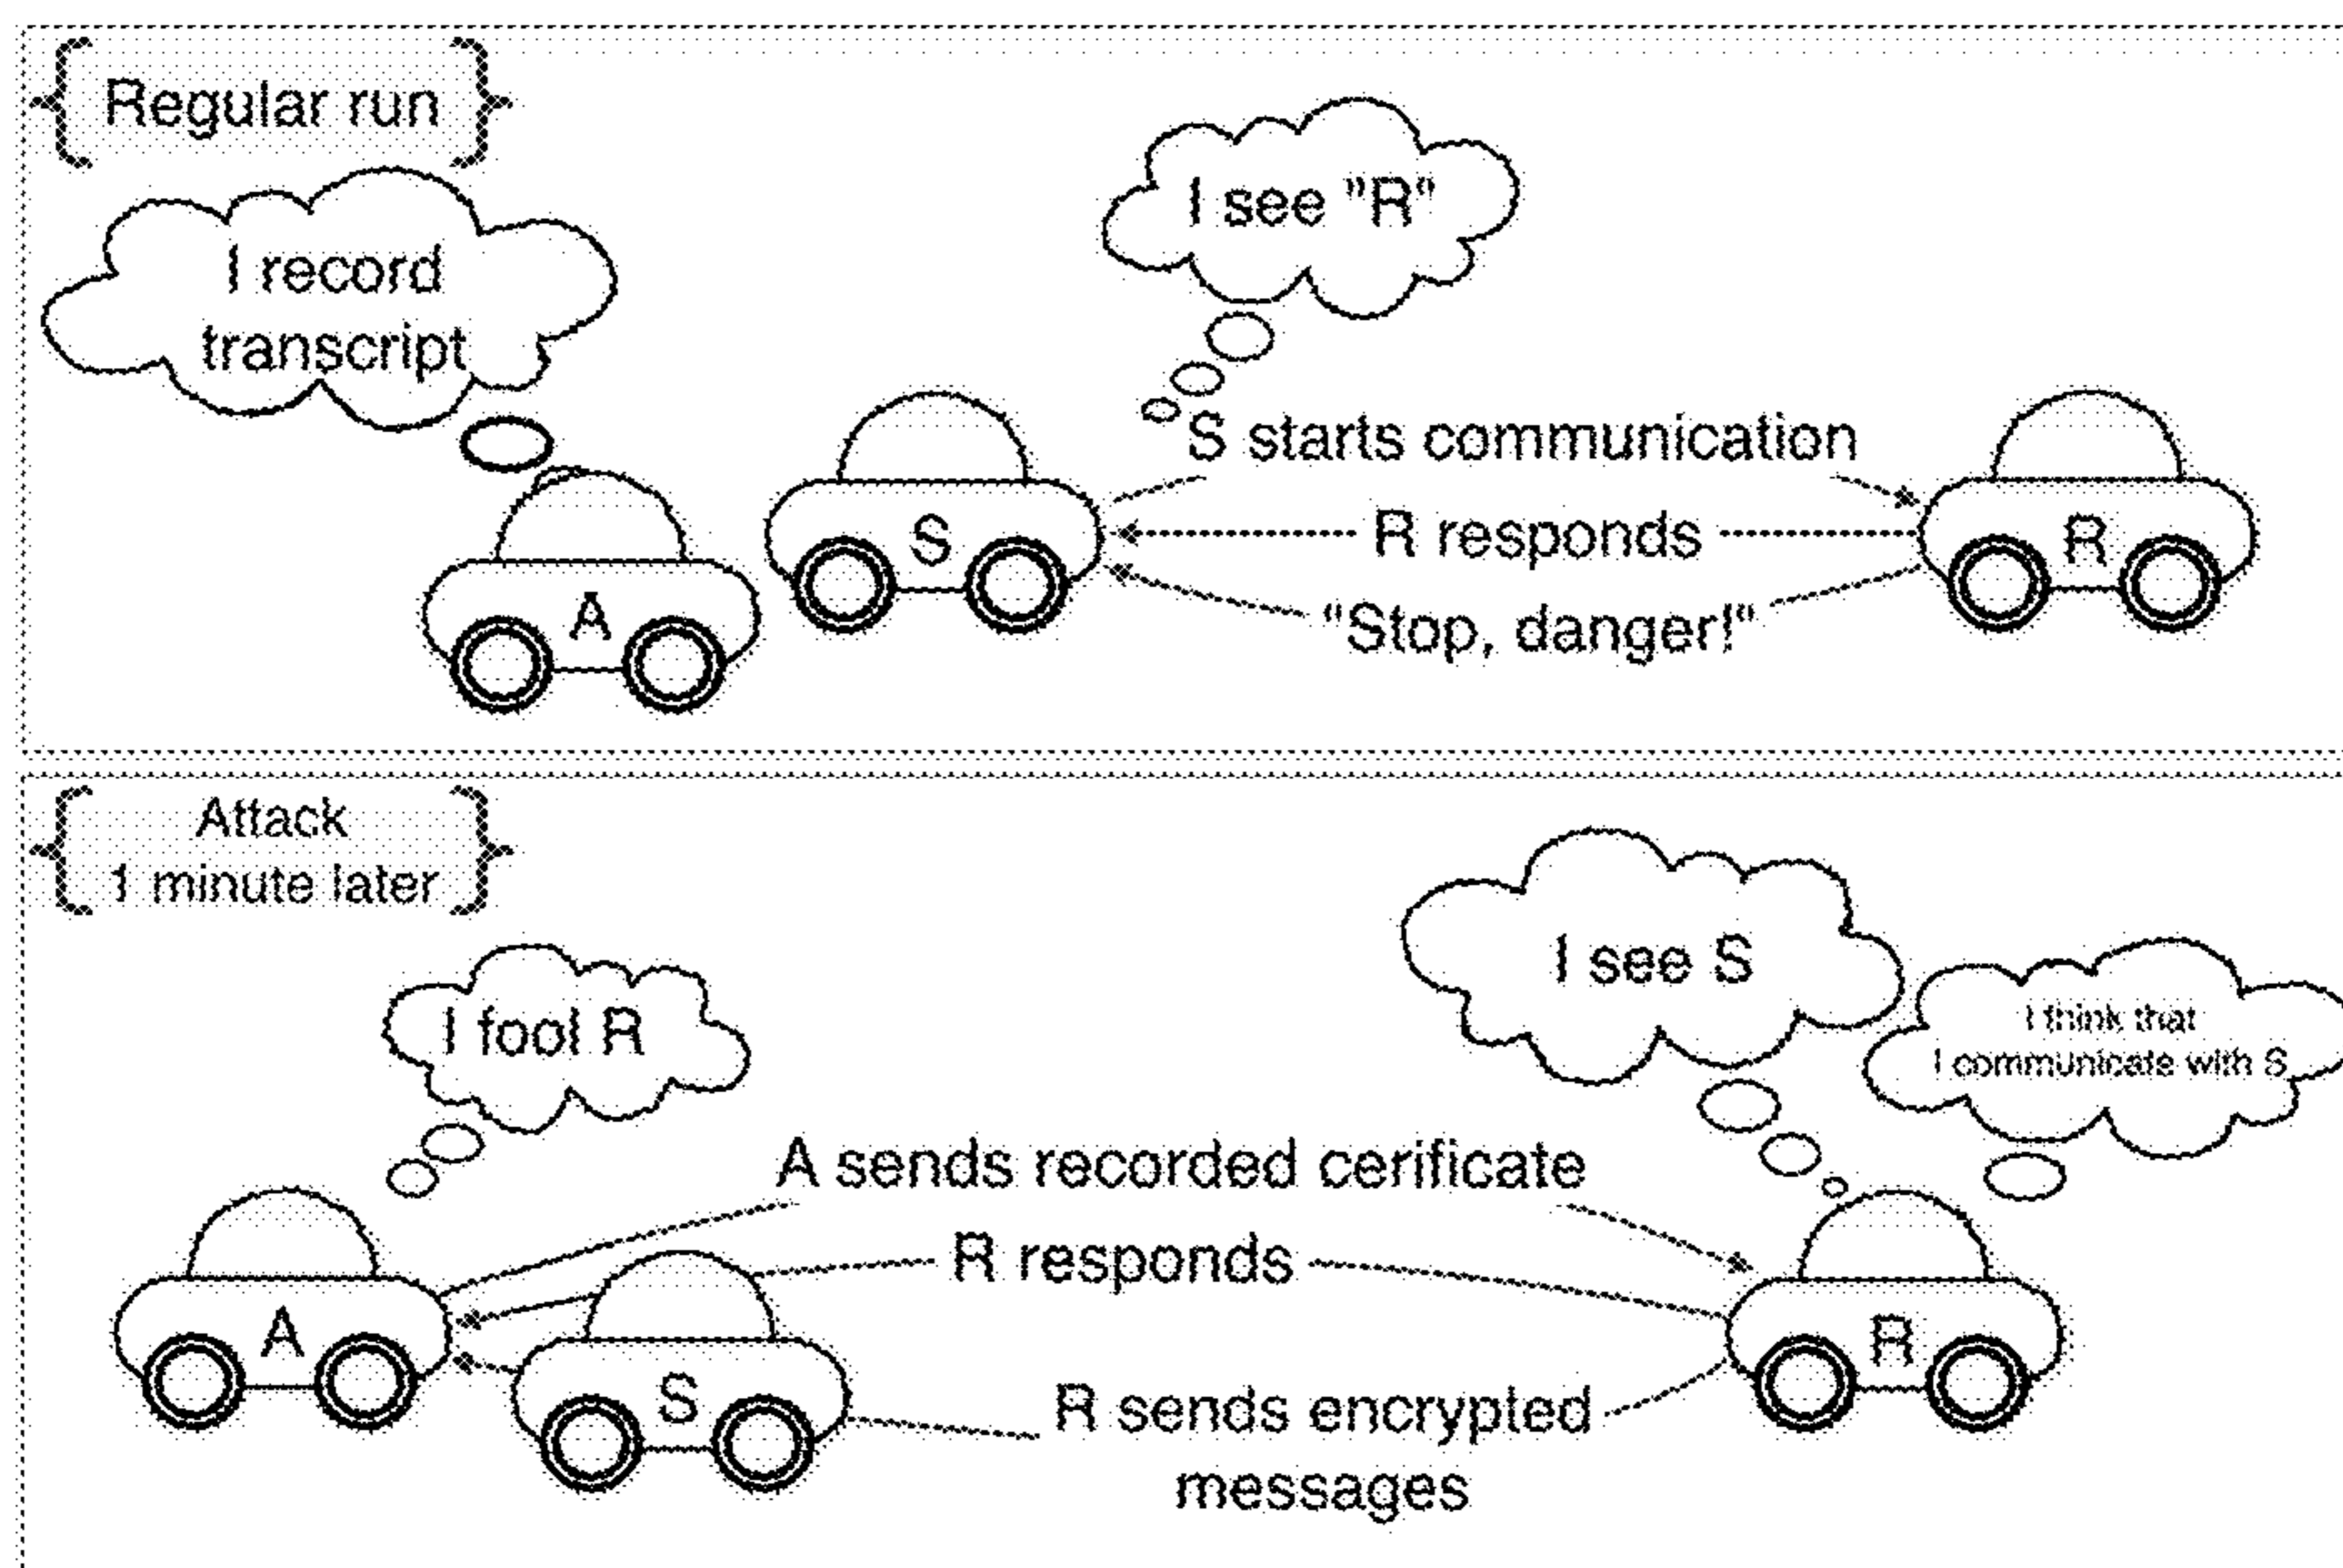 Regular run
I record
transcript
I see "R"
S starts communication
R responds
"Stop, danger!"
A
S
R
Attack
1 minute later
I fool R
I see S
I think that
I communicate with S
A sends recorded cerificate
R responds
R sends encrypted
messages
A
S
R